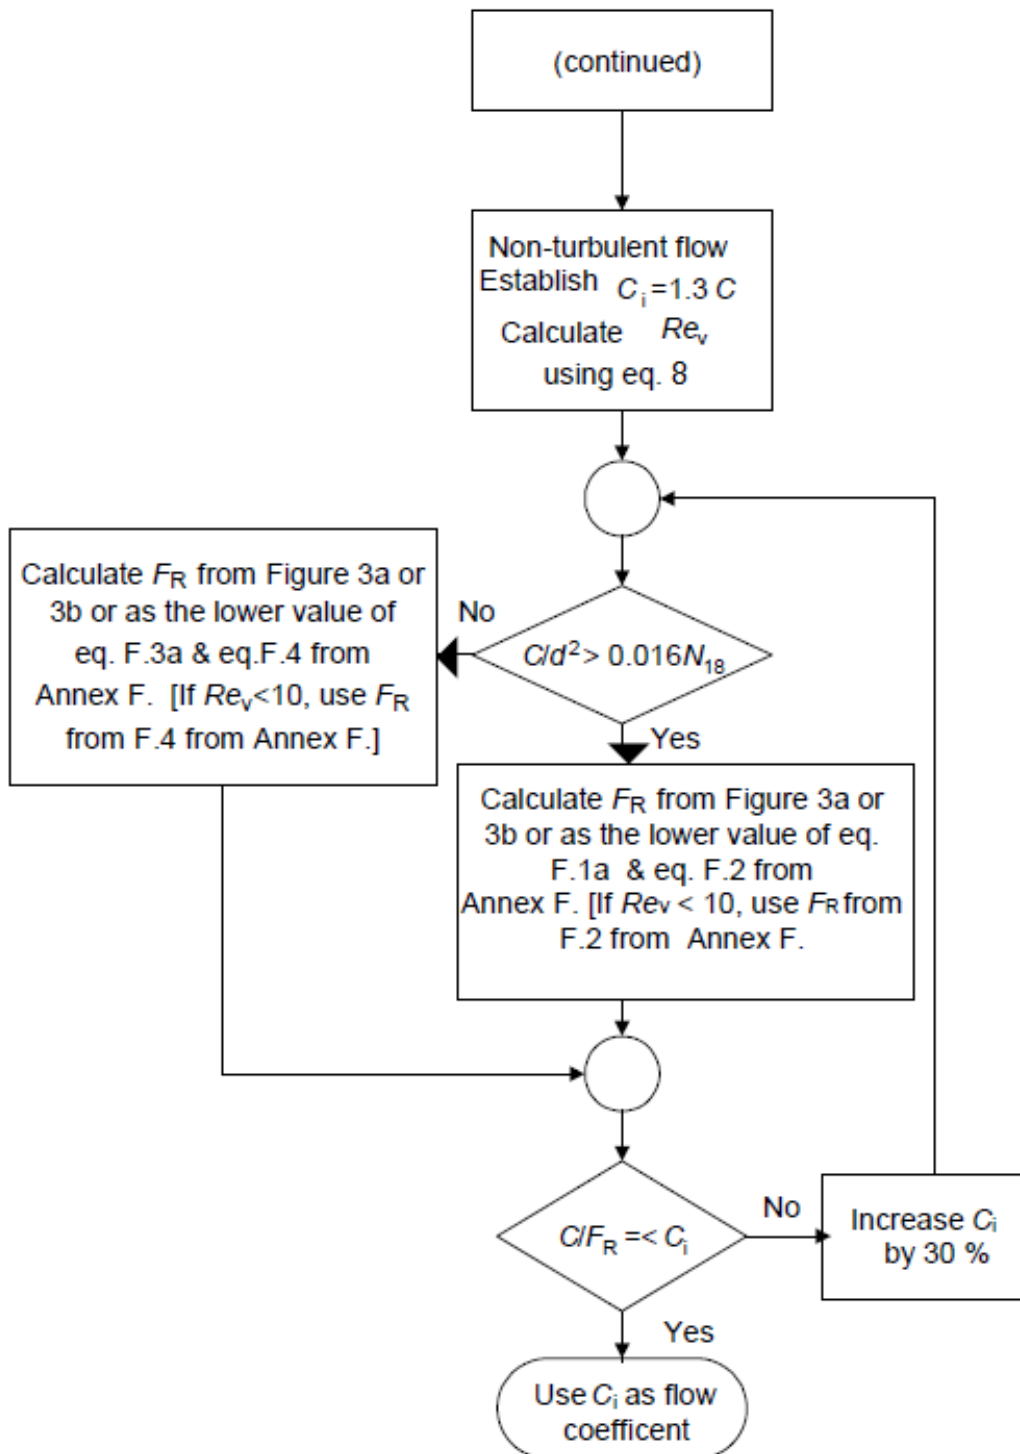 (continued)
Non-turbulent flow
Establish C_i =1.3 C
Calculate Re_v
using eq. 8
Calculate F_R from Figure 3a or
3b or as the lower value of
eq. F.3a & eq.F.4 from
Annex F. [If Re_v<10, use F_R
from F.4 from Annex F.]
No
C/d² > 0.016N_18
Yes
Calculate F_R from Figure 3a or
3b or as the lower value of eq.
F.1a & eq. F.2 from
Annex F. [If Rev < 10, use FR from
F.2 from Annex F.
C/F_R =< C_i
No
Increase C_i
by 30 %
Yes
Use C_i as flow
coefficent